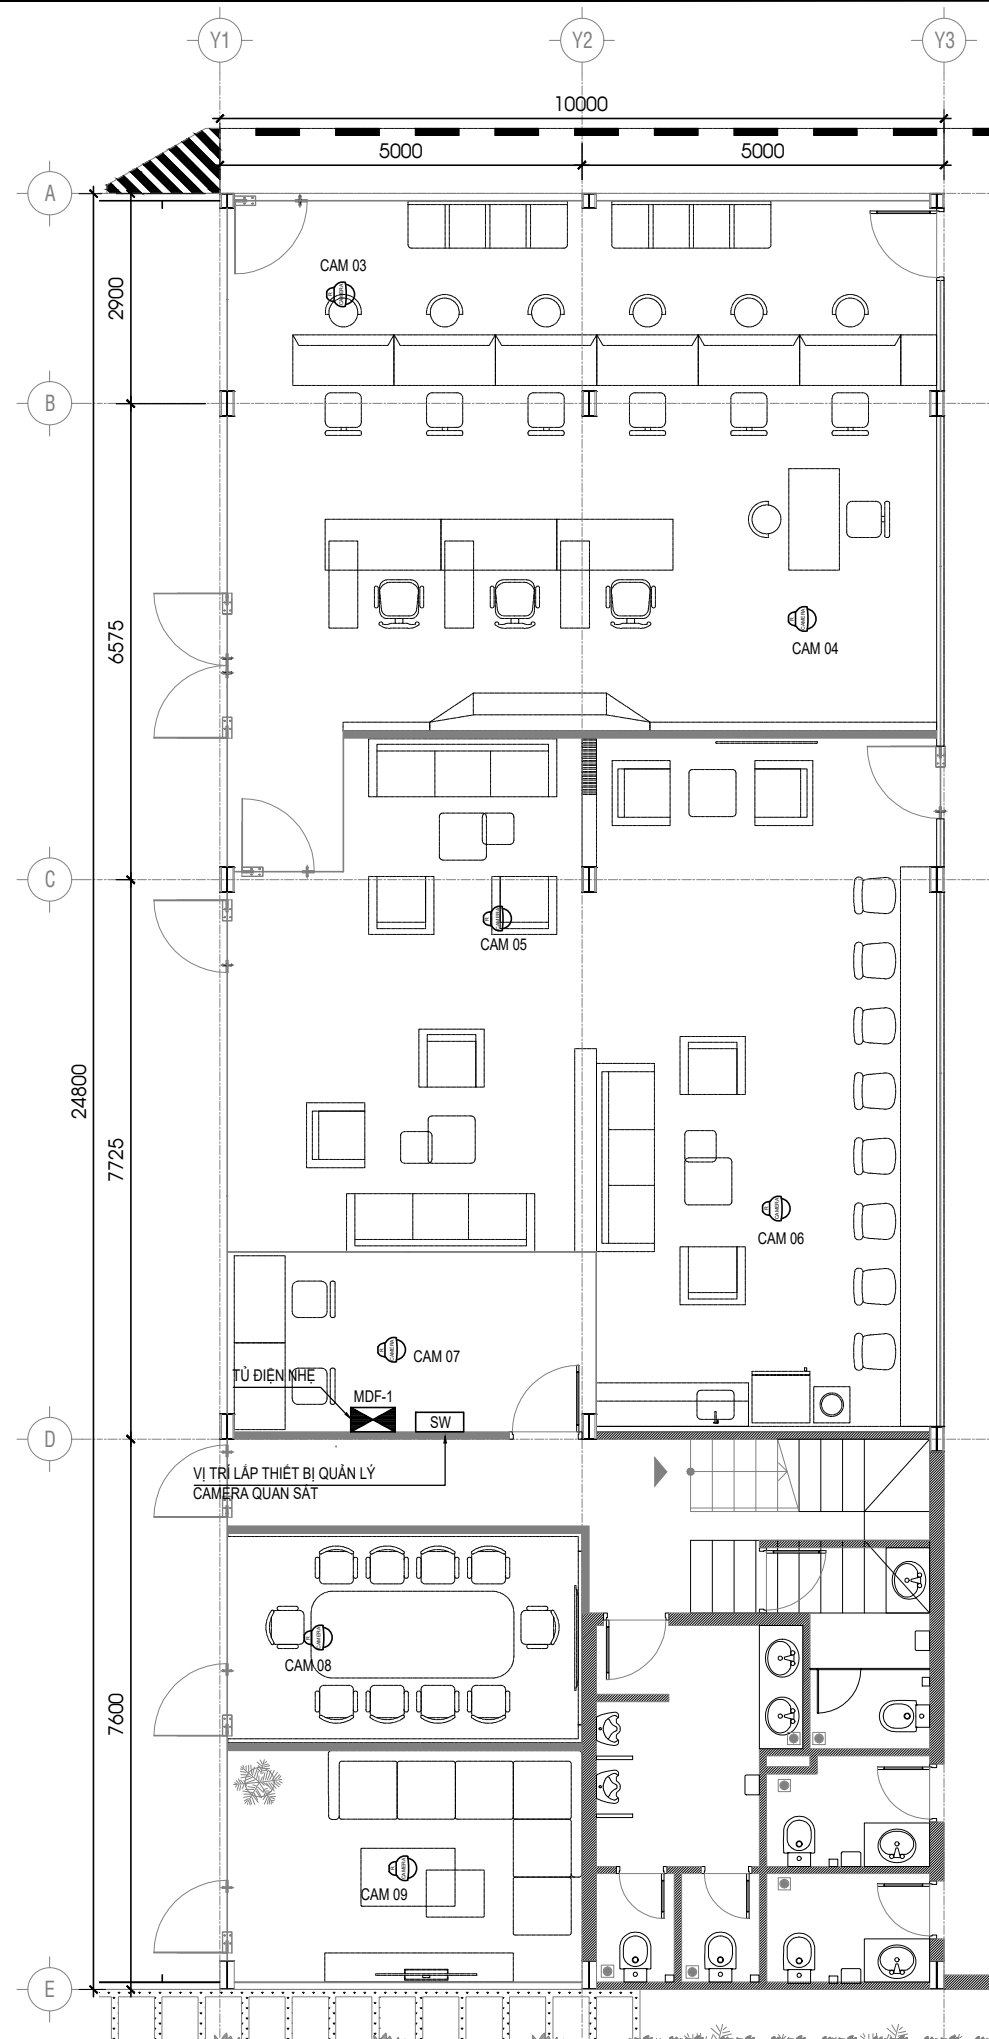 Y1
Y2
Y3
10000
5000
5000
A
2900
CAM 03
B
6575
CAM 04
C
CAM 05
24800
7725
CAM 06
CAM 07
TỦ ĐIỆN NHẸ
MDF-1
SW
D
VỊ TRÍ LẮP THIẾT BỊ QUẢN LÝ
CAMERA QUAN SÁT
CAM 08
7600
CAM 09
E